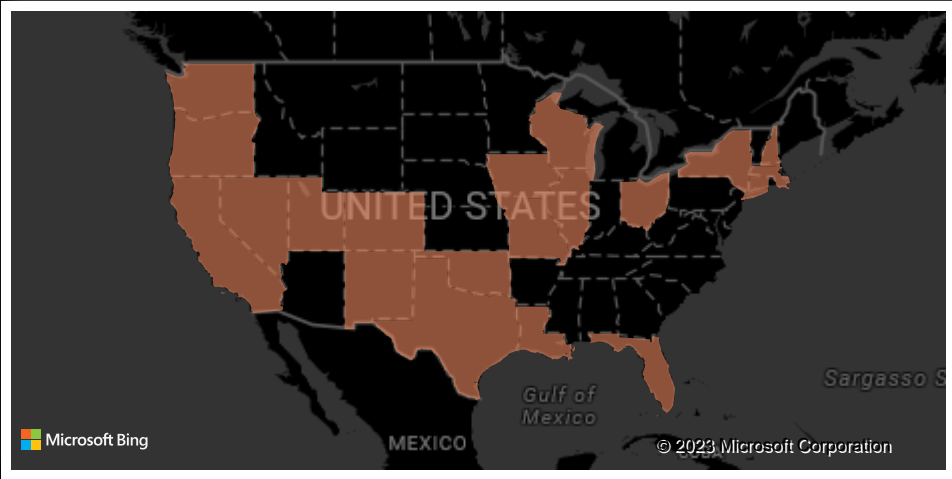 UNITED STATES
Sargasso S
Gulf of
Mexico
Microsoft Bing
MEXICO
© 2023 Microsoft Corporation